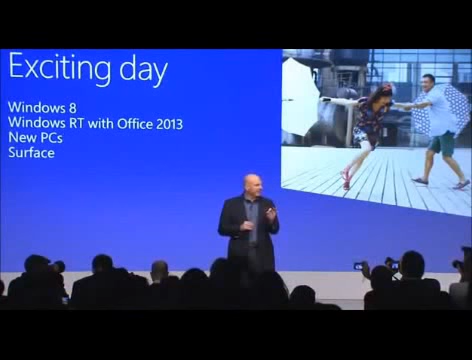 Exciting day
Windows 8
Windows RT with Office 2013
New PCs
Surface